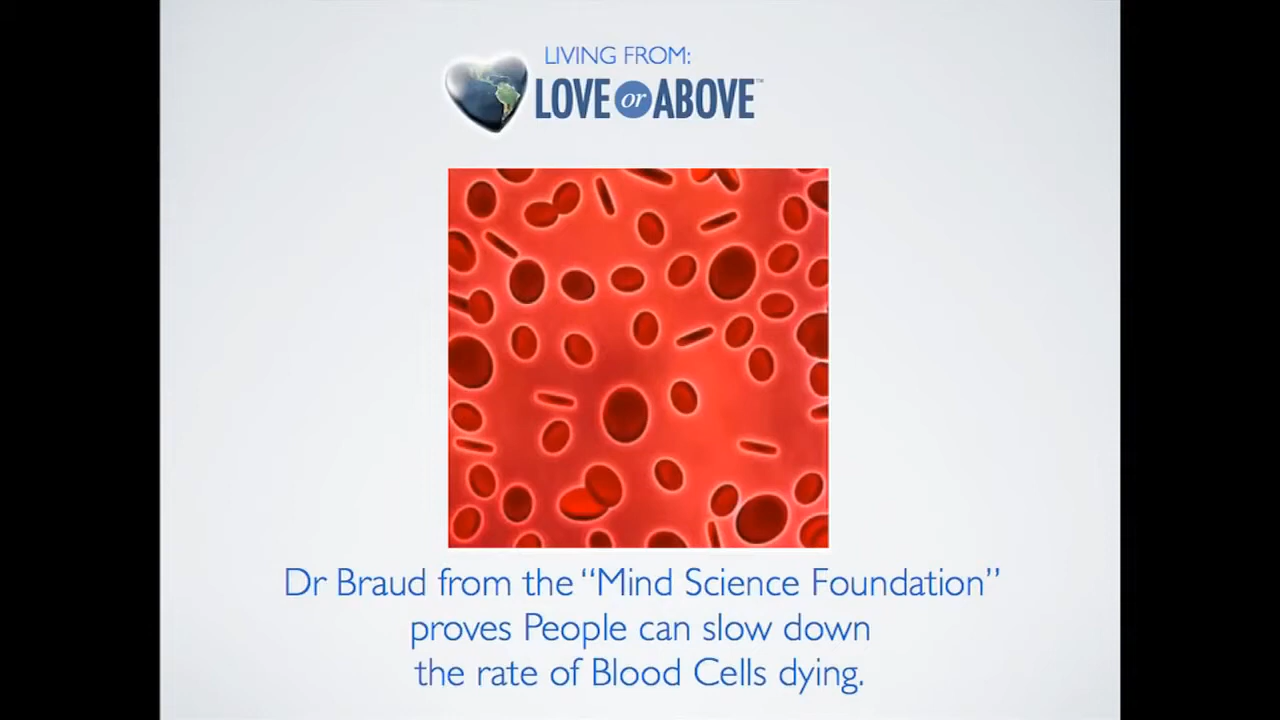 LIVING FROM:
LOVE or ABOVE™
Dr Braud from the “Mind Science Foundation”
proves People can slow down
the rate of Blood Cells dying.